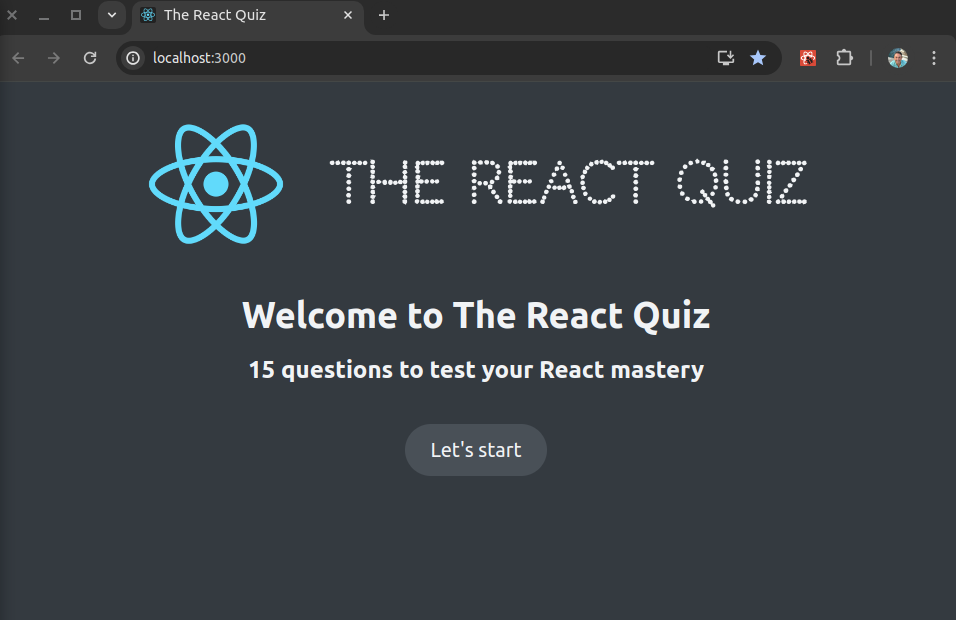 The React Quiz
localhost:3000
THE REACT QUIZ
Welcome to The React Quiz
15 questions to test your React mastery
Let's start